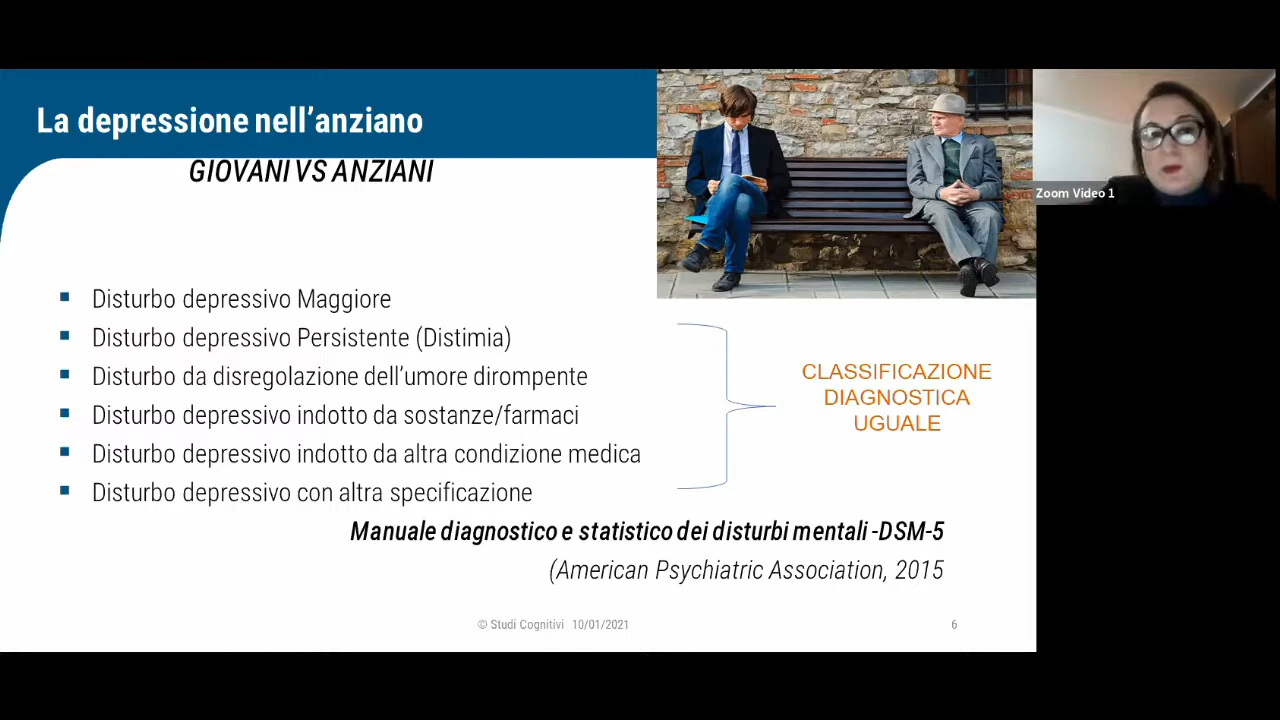 La depressione nell'anziano
GIOVANI VS ANZIANI
Zoom Video 1
▪ Disturbo depressivo Maggiore
▪ Disturbo depressivo Persistente (Distimia)
▪ Disturbo da disregolazione dell'umore dirompente
▪ Disturbo depressivo indotto da sostanze/farmaci
▪ Disturbo depressivo indotto da altra condizione medica
▪ Disturbo depressivo con altra specificazione
CLASSIFICAZIONE
DIAGNOSTICA
UGUALE
Manuale diagnostico e statistico dei disturbi mentali -DSM-5
(American Psychiatric Association, 2015
© Studi Cognitivi 10/01/2021
6